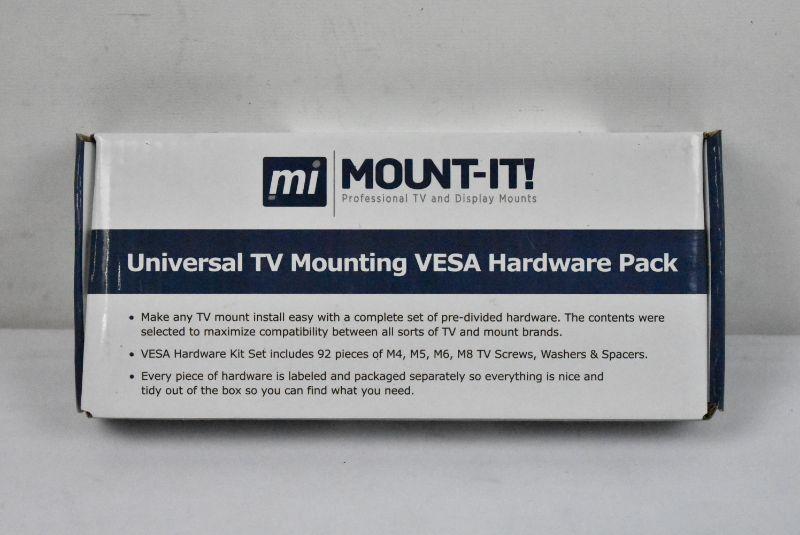 mi MOUNT-IT!
Professional TV and Display Mounts
Universal TV Mounting VESA Hardware Pack
• Make any TV mount install easy with a complete set of pre-divided hardware. The contents were
selected to maximize compatibility between all sorts of TV and mount brands.
• VESA Hardware Kit Set includes 92 pieces of M4, M5, M6, M8 TV Screws, Washers & Spacers.
• Every piece of hardware is labeled and packaged separately so everything is nice and
tidy out of the box so you can find what you need.